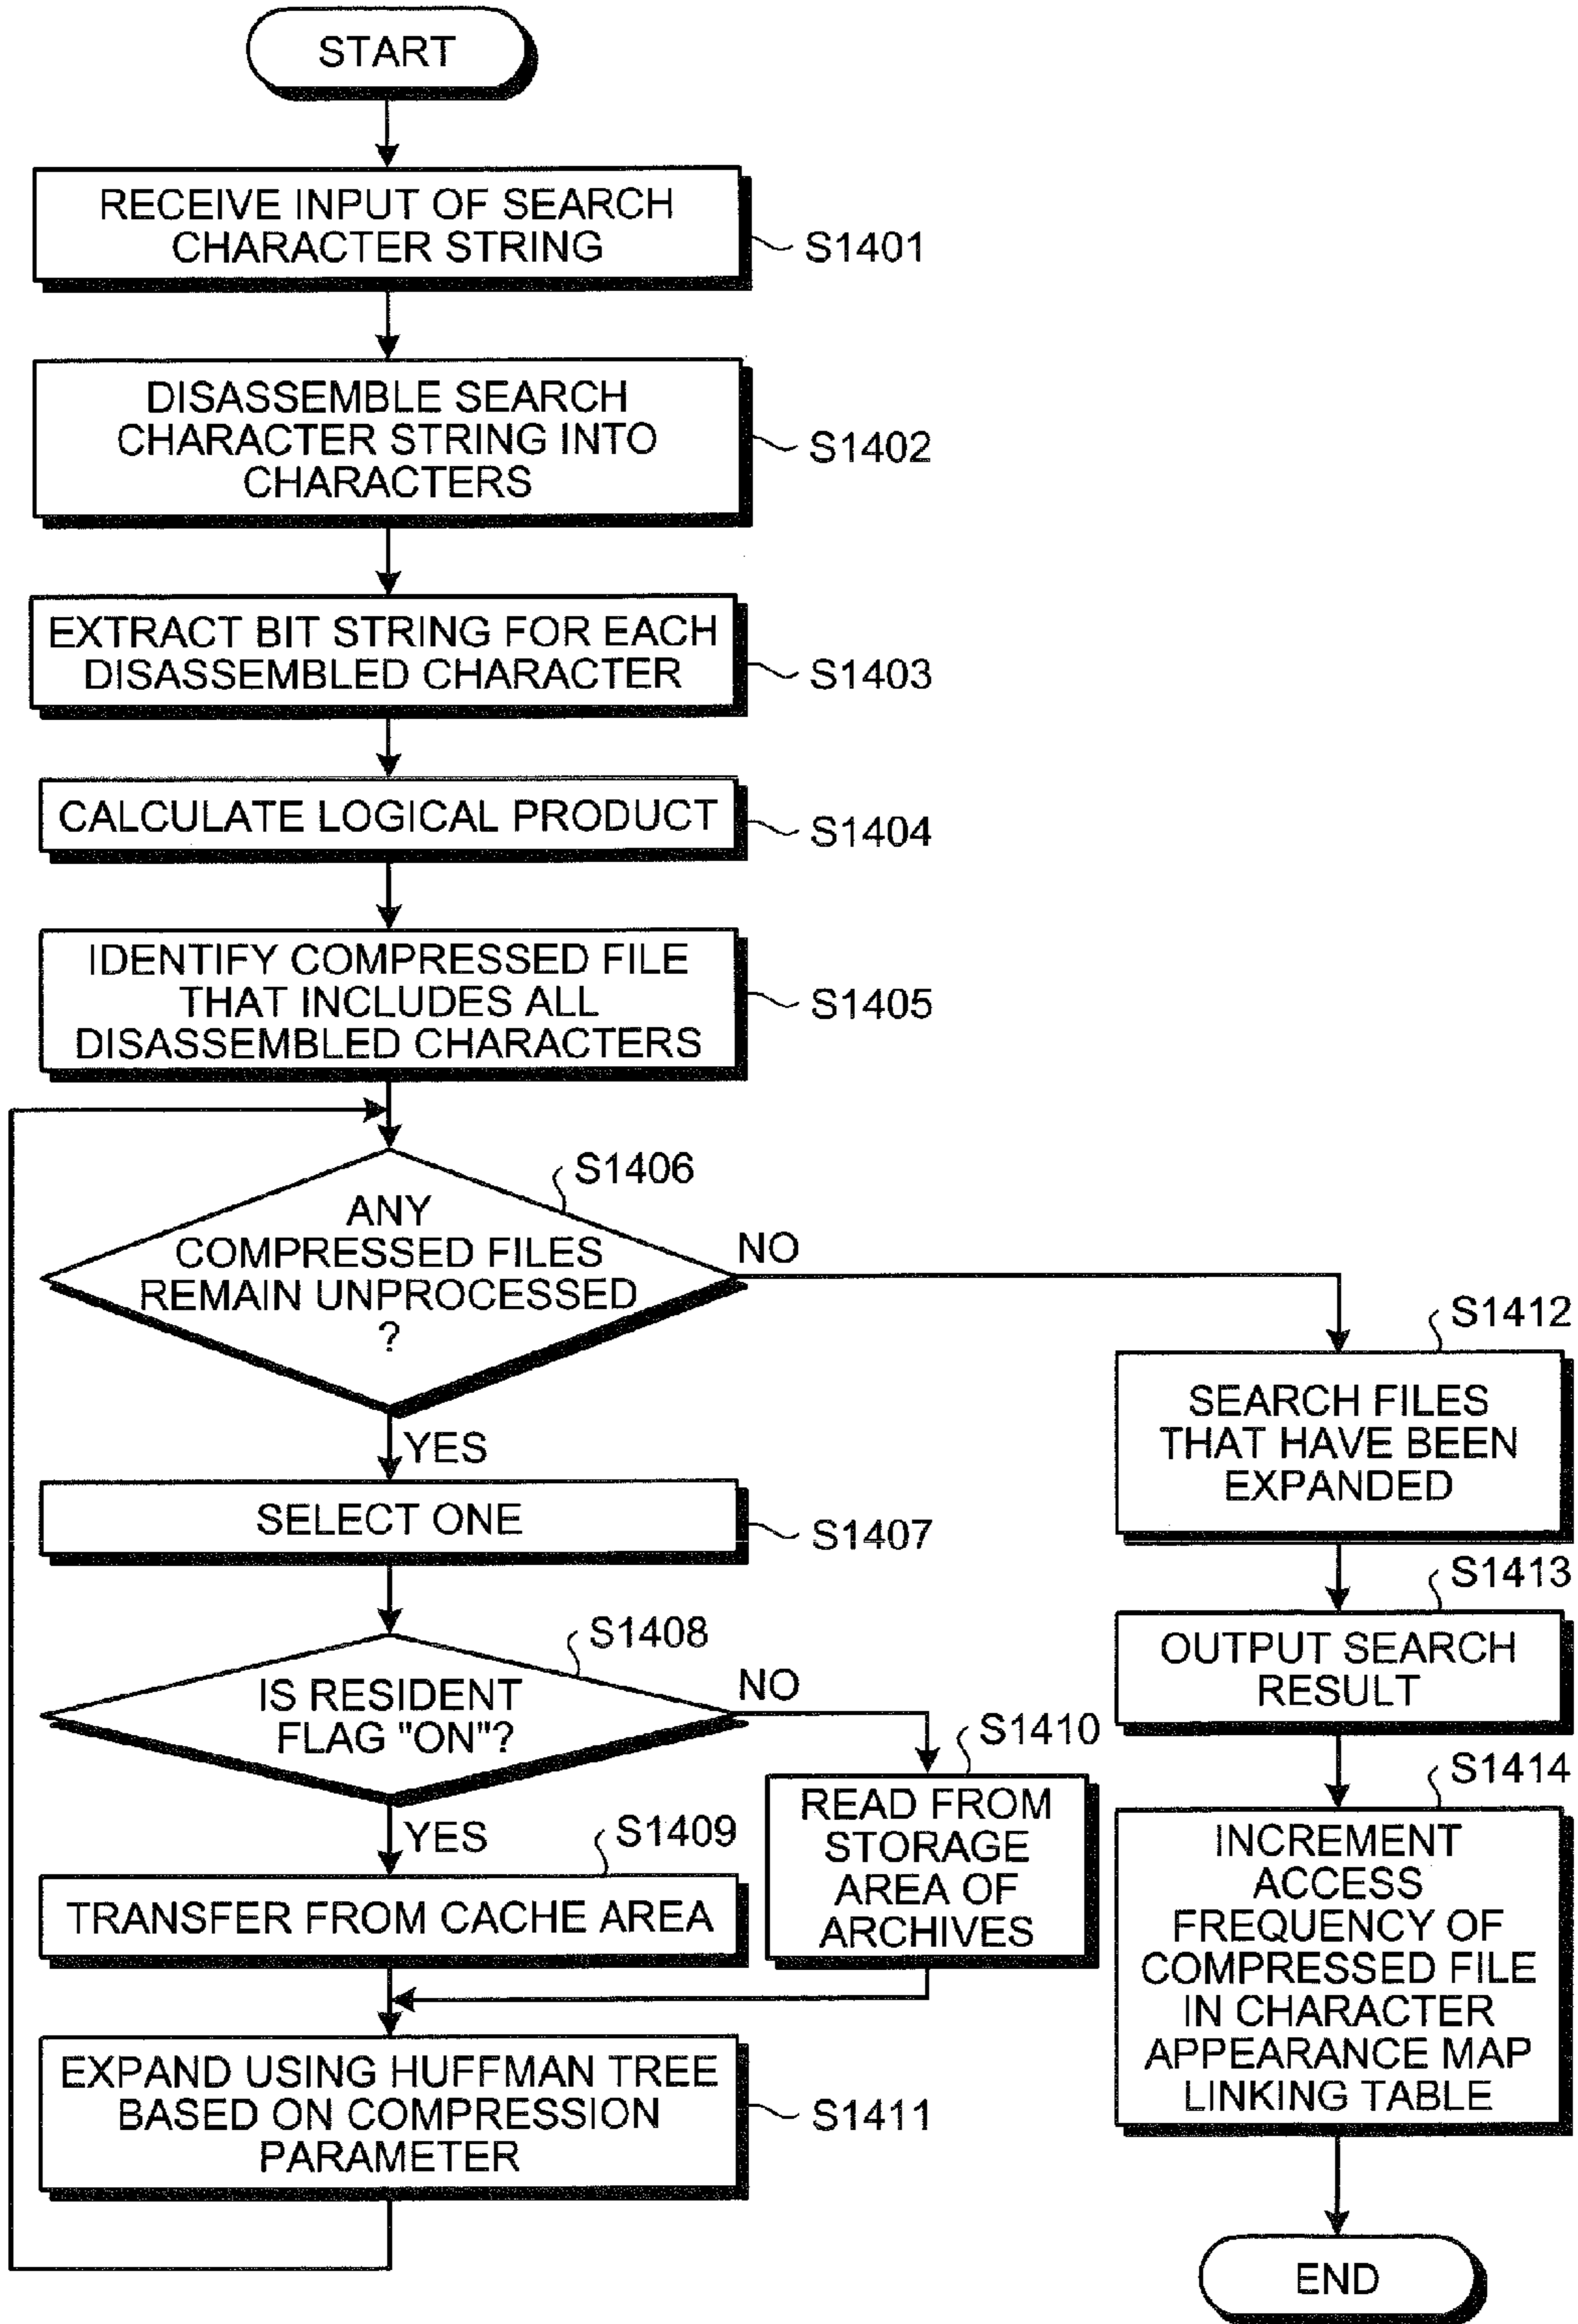 START
RECEIVE INPUT OF SEARCH
CHARACTER STRING
S1401
DISASSEMBLE SEARCH
CHARACTER STRING INTO
CHARACTERS
S1402
EXTRACT BIT STRING FOR EACH
DISASSEMBLED CHARACTER
S1403
CALCULATE LOGICAL PRODUCT
S1404
IDENTIFY COMPRESSED FILE
THAT INCLUDES ALL
DISASSEMBLED CHARACTERS
S1405
S1406
ANY
COMPRESSED FILES
REMAIN UNPROCESSED
?
NO
YES
SELECT ONE
S1407
S1408
IS RESIDENT
FLAG "ON"?
NO
YES
S1409
TRANSFER FROM CACHE AREA
S1410
READ FROM
STORAGE
AREA OF
ARCHIVES
EXPAND USING HUFFMAN TREE
BASED ON COMPRESSION
PARAMETER
S1411
S1412
SEARCH FILES
THAT HAVE BEEN
EXPANDED
S1413
OUTPUT SEARCH
RESULT
S1414
INCREMENT
ACCESS
FREQUENCY OF
COMPRESSED FILE
IN CHARACTER
APPEARANCE MAP
LINKING TABLE
END